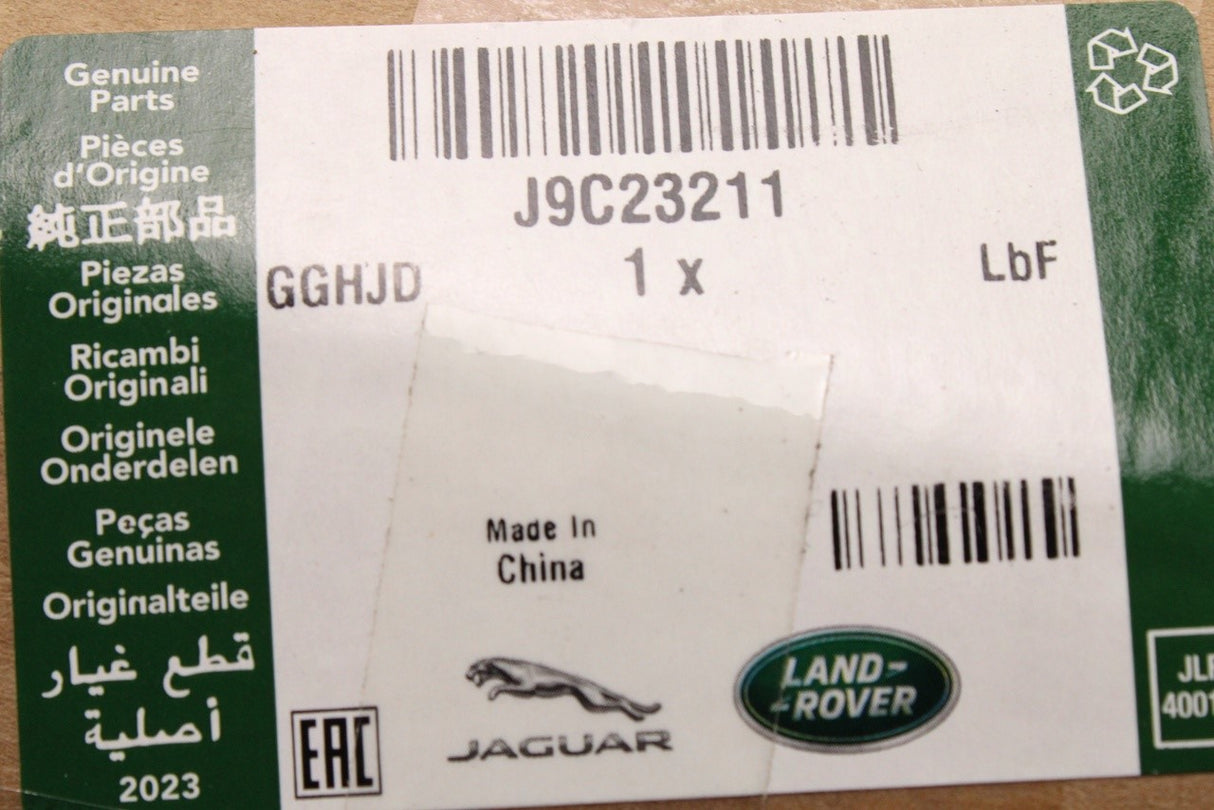 Genuine
Parts
Pièces
d'Origine
純正部品
Piezas
Originales
Ricambi
Originali
Originele
Onderdelen
Peças
Genuinas
Originalteile
قطع غيار
أصلية
2023
J9C23211
GGHJD
1 x
LbF
Made In
China
EAC
JAGUAR
LAND-
-ROVER
4001